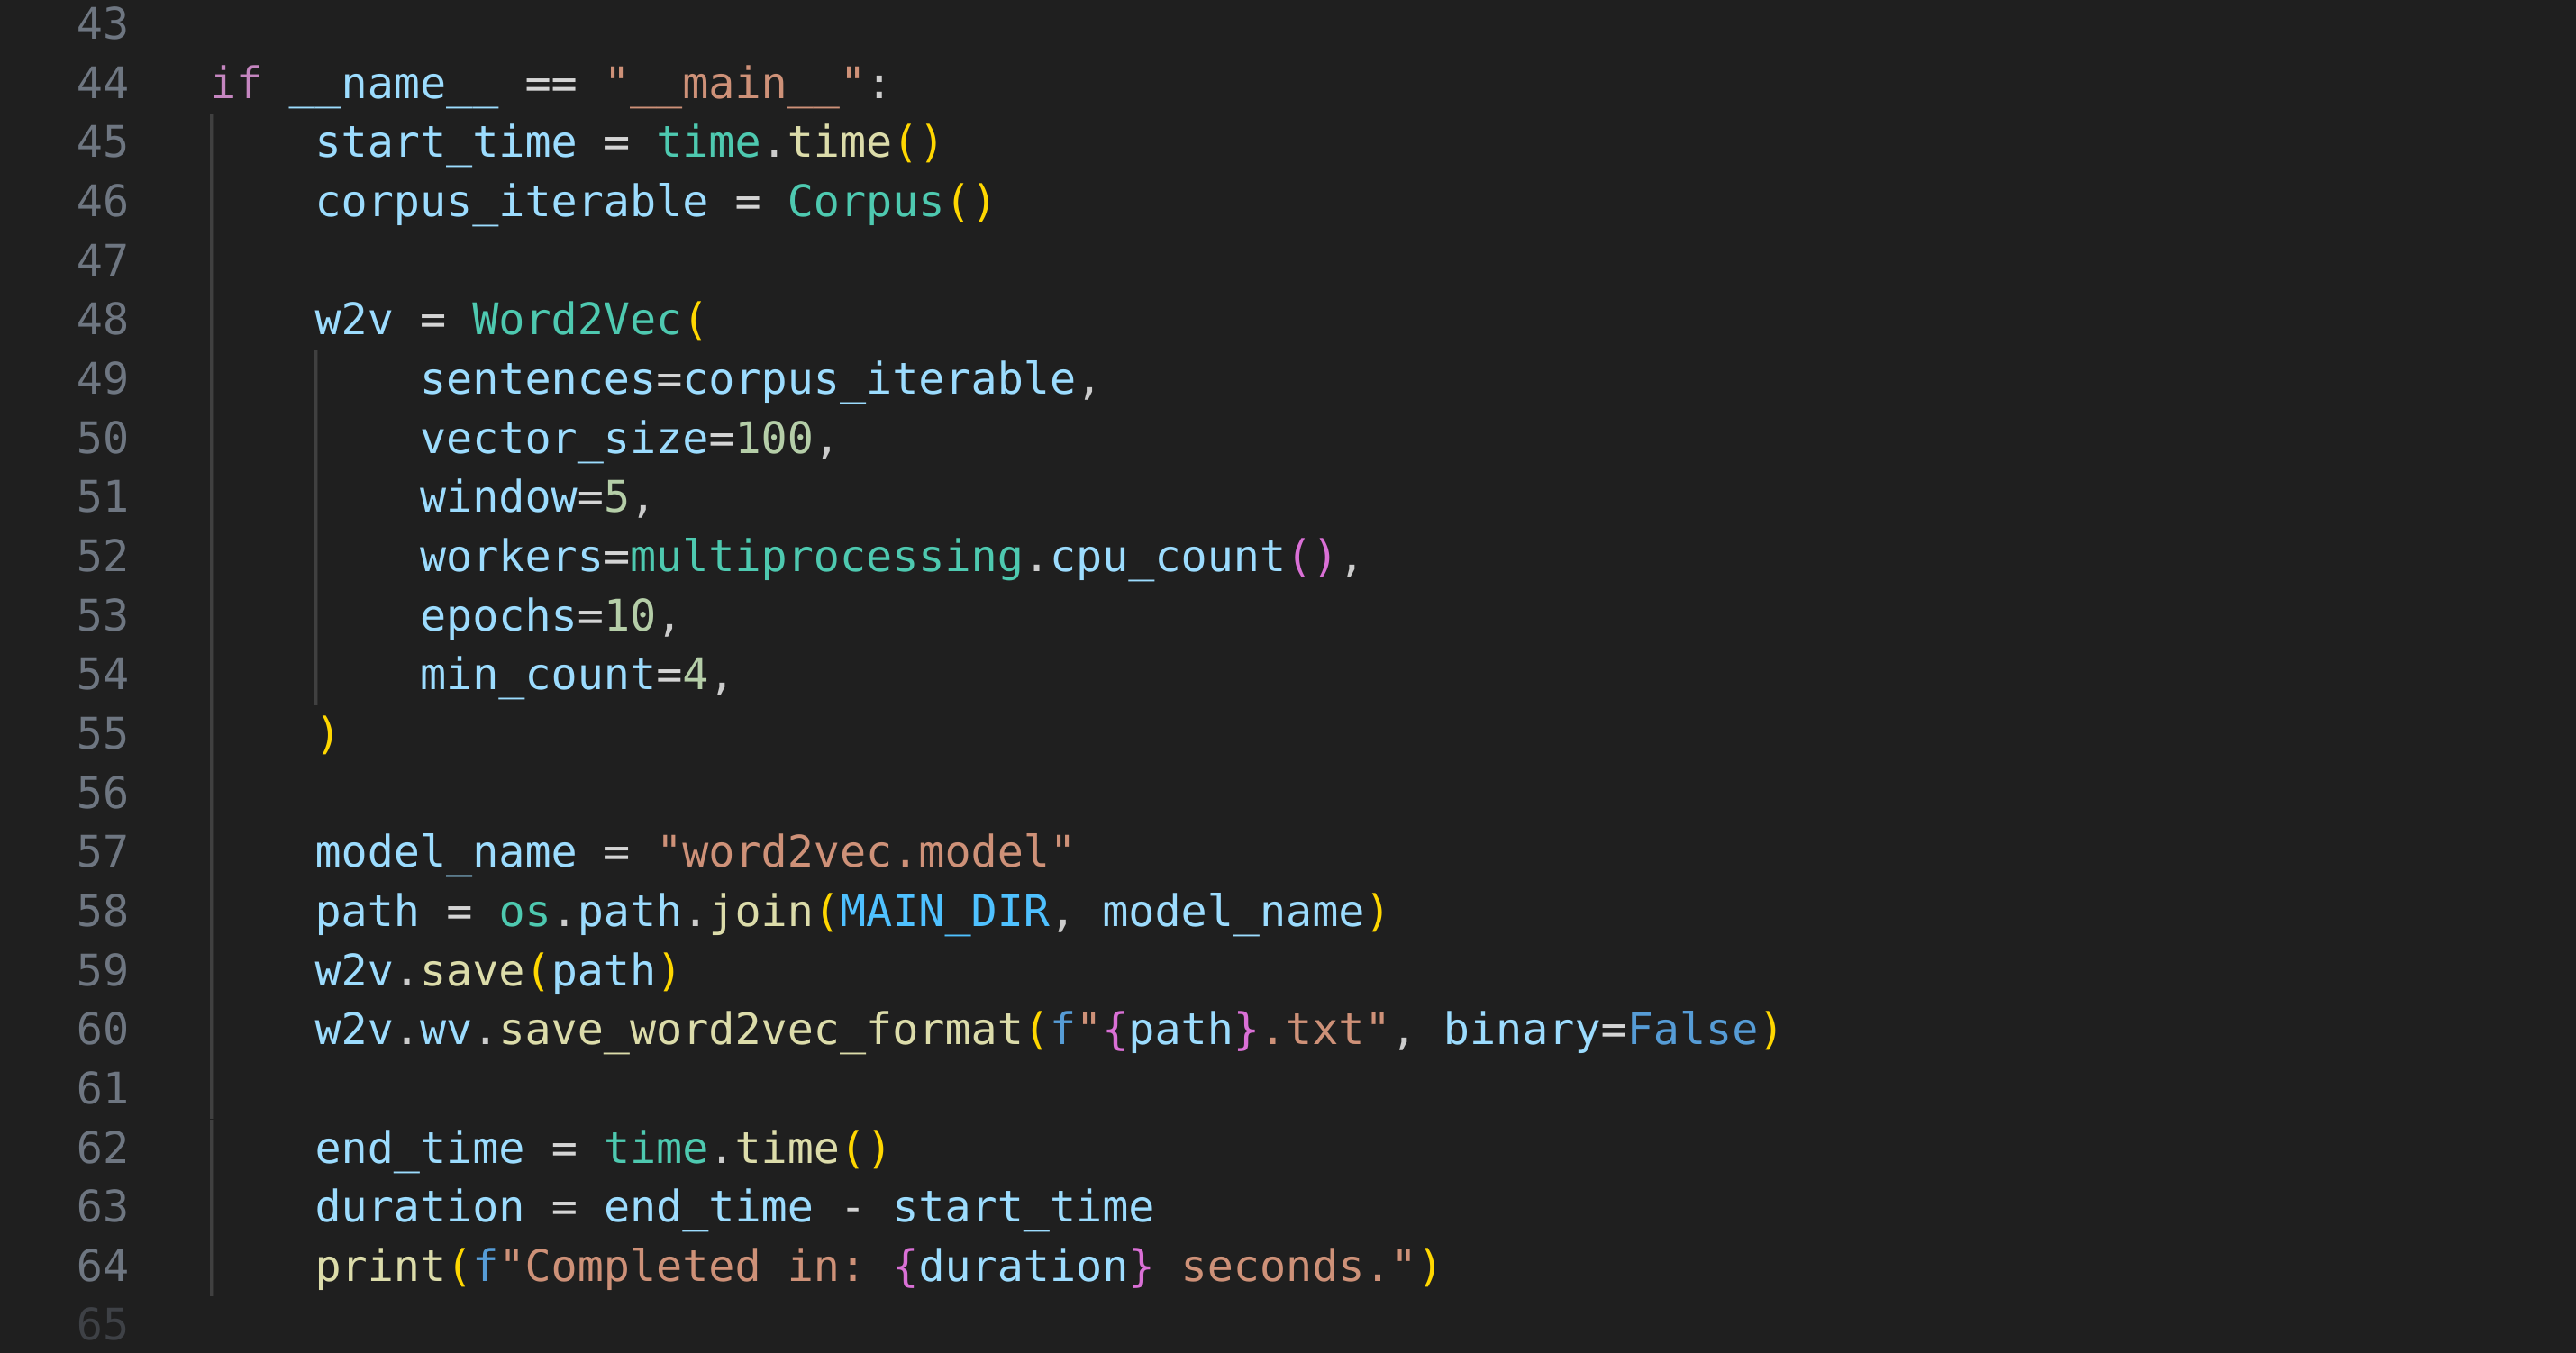 43
44 if __name__ == "__main__":
45     start_time = time.time()
46     corpus_iterable = Corpus()
47
48     w2v = Word2Vec(
49         sentences=corpus_iterable,
50         vector_size=100,
51         window=5,
52         workers=multiprocessing.cpu_count(),
53         epochs=10,
54         min_count=4,
55     )
56
57     model_name = "word2vec.model"
58     path = os.path.join(MAIN_DIR, model_name)
59     w2v.save(path)
60     w2v.wv.save_word2vec_format(f"{path}.txt", binary=False)
61
62     end_time = time.time()
63     duration = end_time - start_time
64     print(f"Completed in: {duration} seconds.")
65